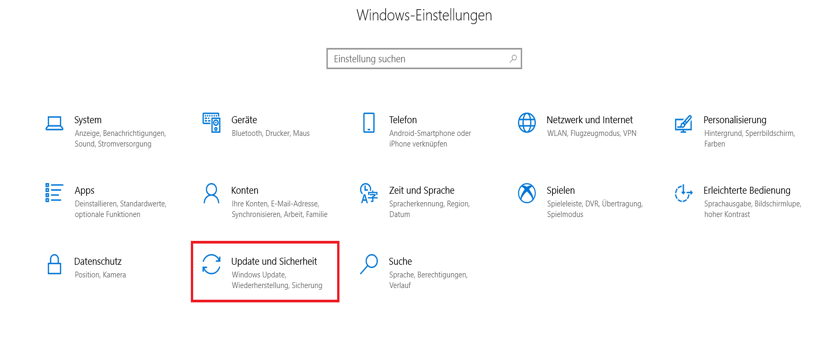 Windows-Einstellungen
Einstellung suchen
System
Anzeige, Benachrichtigungen,
Sound, Stromversorgung
Geräte
Bluetooth, Drucker, Maus
Telefon
Android-Smartphone oder
iPhone verknüpfen
Netzwerk und Internet
WLAN, Flugzeugmodus, VPN
Personalisierung
Hintergrund, Sperrbildschirm,
Farben
Apps
Deinstallieren, Standardwerte,
optionale Funktionen
Konten
Ihre Konten, E-Mail-Adresse,
Synchronisieren, Arbeit, Familie
Zeit und Sprache
Spracherkennung, Region,
Datum
Spielen
Spieleleiste, DVR, Übertragung,
Spielmodus
Erleichterte Bedienung
Sprachausgabe, Bildschirmlupe,
hoher Kontrast
Datenschutz
Position, Kamera
Update und Sicherheit
Windows Update,
Wiederherstellung, Sicherung
Suche
Sprache, Berechtigungen,
Verlauf